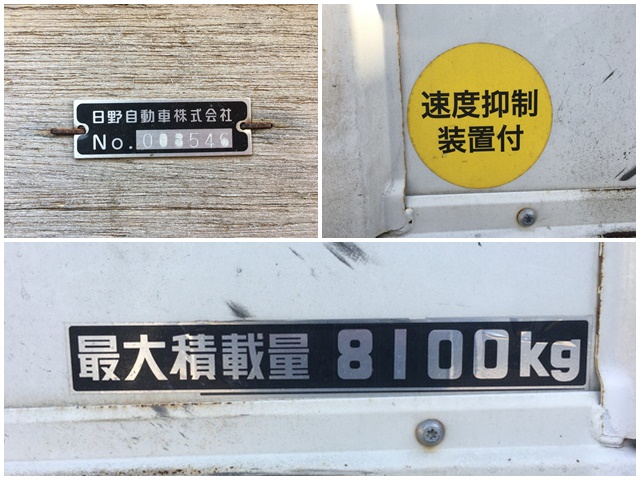 日野自動車株式会社
No. 003546
速度抑制
装置付
最大積載量 8100kg